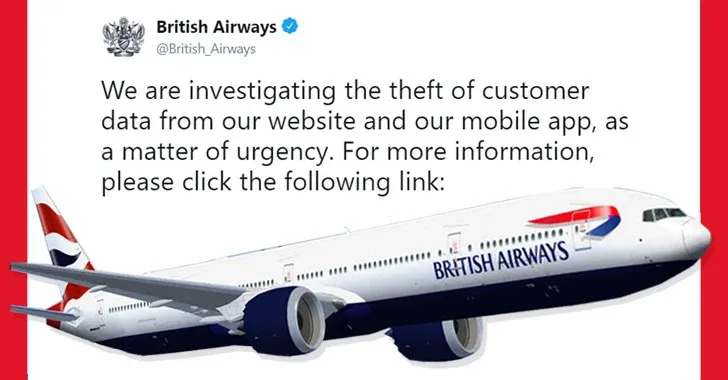 British Airways
@British_Airways
We are investigating the theft of customer
data from our website and our mobile app, as
a matter of urgency. For more information,
please click the following link:
BRITISH AIRWAYS